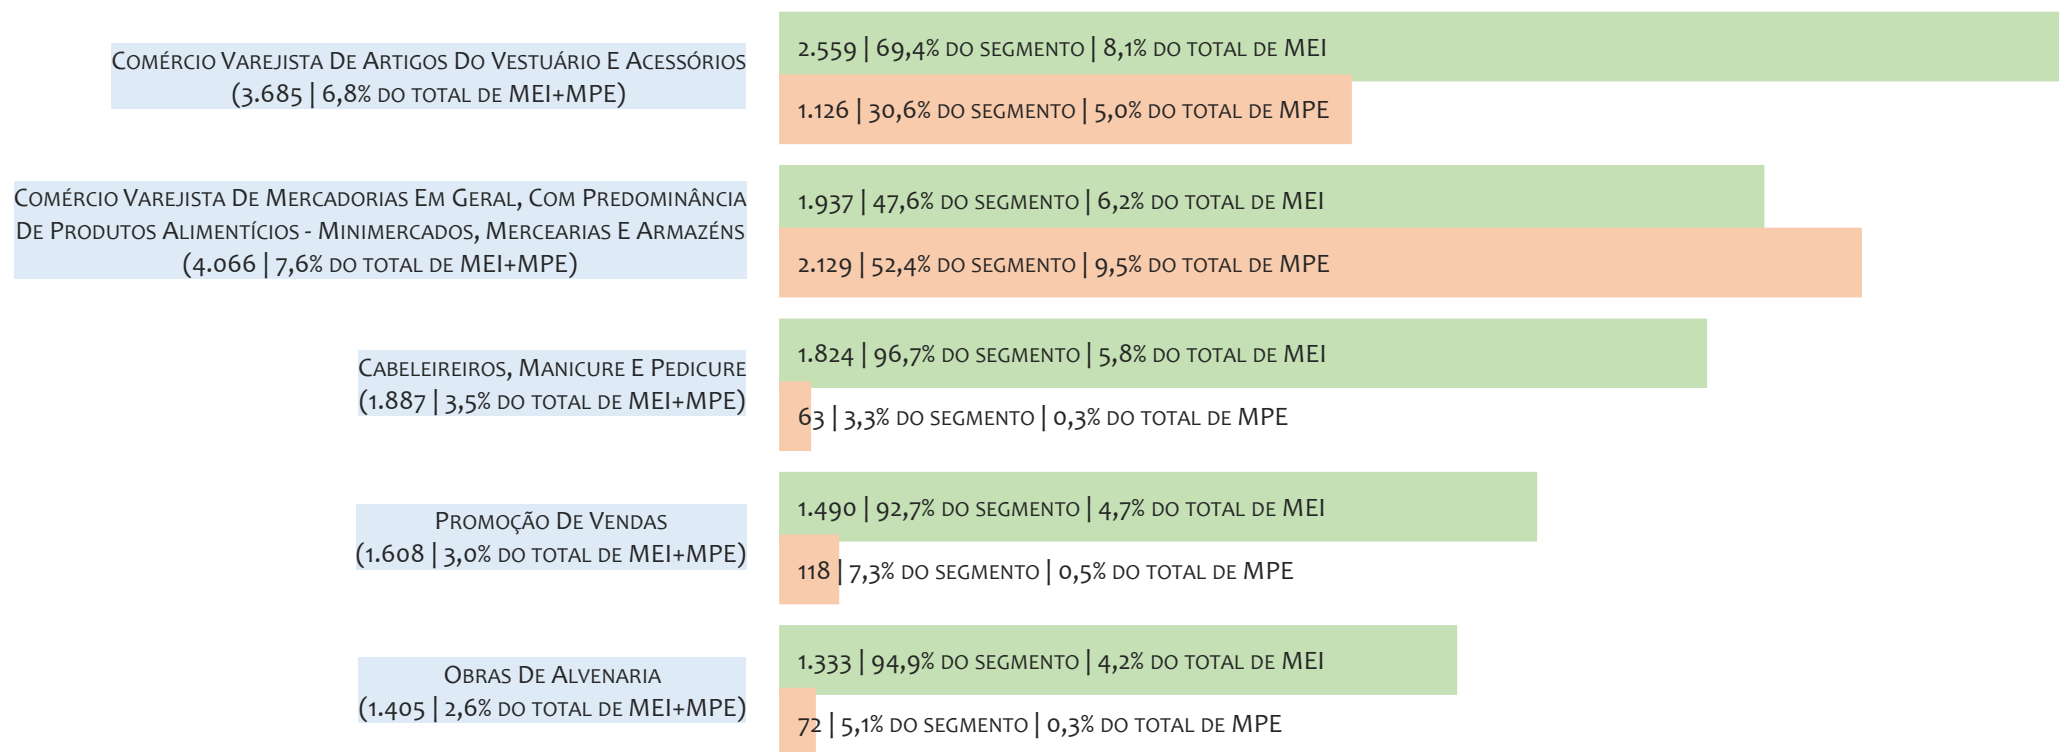 Comércio Varejista De Artigos Do Vestuário E Acessórios
(3.685 | 6,8% do total de MEI+MPE)
2.559 | 69,4% do segmento | 8,1% do total de MEI
1.126 | 30,6% do segmento | 5,0% do total de MPE
Comércio Varejista De Mercadorias Em Geral, Com Predominância
De Produtos Alimentícios - Minimercados, Mercearias E Armazéns
(4.066 | 7,6% do total de MEI+MPE)
1.937 | 47,6% do segmento | 6,2% do total de MEI
2.129 | 52,4% do segmento | 9,5% do total de MPE
Cabeleireiros, Manicure E Pedicure
(1.887 | 3,5% do total de MEI+MPE)
1.824 | 96,7% do segmento | 5,8% do total de MEI
63 | 3,3% do segmento | 0,3% do total de MPE
Promoção De Vendas
(1.608 | 3,0% do total de MEI+MPE)
1.490 | 92,7% do segmento | 4,7% do total de MEI
118 | 7,3% do segmento | 0,5% do total de MPE
Obras De Alvenaria
(1.405 | 2,6% do total de MEI+MPE)
1.333 | 94,9% do segmento | 4,2% do total de MEI
72 | 5,1% do segmento | 0,3% do total de MPE